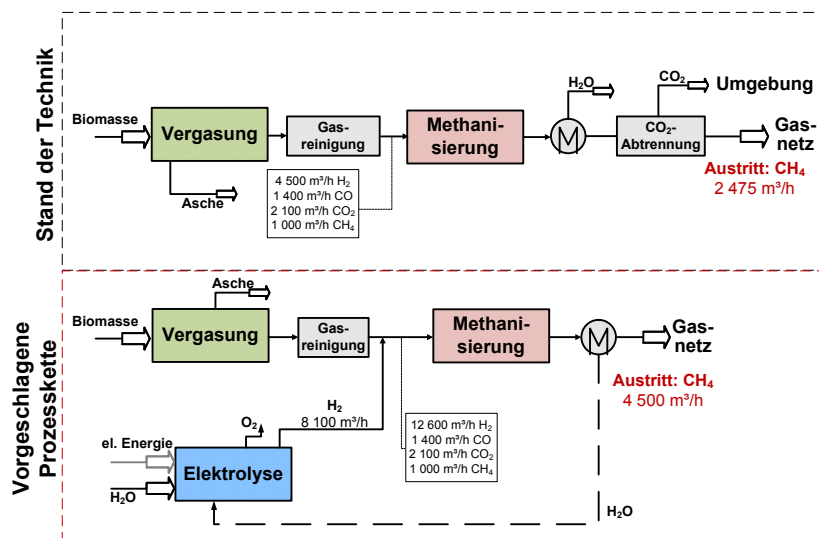 Stand der Technik
Biomasse
Vergasung
Asche
Gas-
reinigung
4 500 m³/h H₂
1 400 m³/h CO
2 100 m³/h CO₂
1 000 m³/h CH₄
Methani-
sierung
M
H₂O
CO₂-
Abtrennung
CO₂
Umgebung
Gas-
netz
Austritt: CH₄
2 475 m³/h
Vorgeschlagene
Prozesskette
Biomasse
Vergasung
Asche
Gas-
reinigung
Methani-
sierung
M
Gas-
netz
Austritt: CH₄
4 500 m³/h
H₂
8 100 m³/h
12 600 m³/h H₂
1 400 m³/h CO
2 100 m³/h CO₂
1 000 m³/h CH₄
O₂
el. Energie
Elektrolyse
H₂O
H₂O